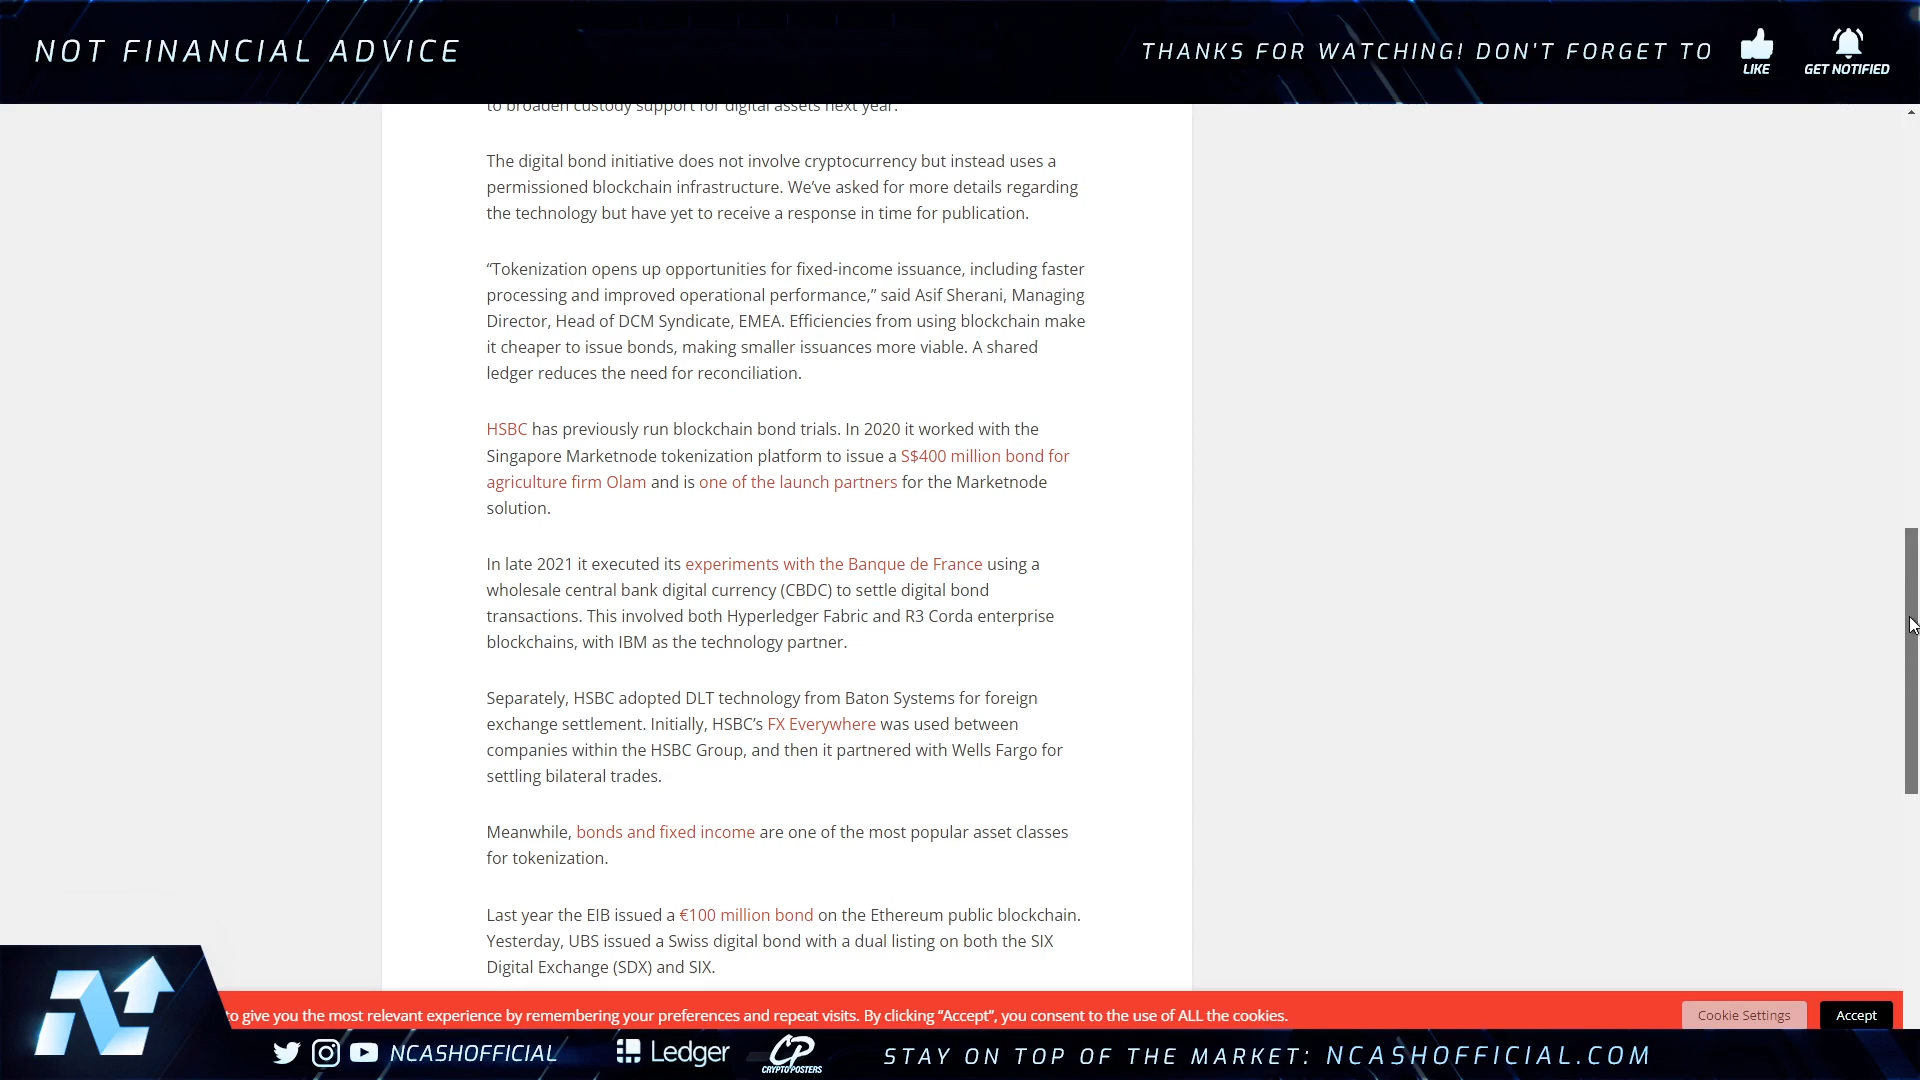 NOT FINANCIAL ADVICE
THANKS FOR WATCHING! DON'T FORGET TO
LIKE
GET NOTIFIED
to broaden custody support for digital assets next year.
The digital bond initiative does not involve cryptocurrency but instead uses a
permissioned blockchain infrastructure. We've asked for more details regarding
the technology but have yet to receive a response in time for publication.
“Tokenization opens up opportunities for fixed-income issuance, including faster
processing and improved operational performance,” said Asif Sherani, Managing
Director, Head of DCM Syndicate, EMEA. Efficiencies from using blockchain make
it cheaper to issue bonds, making smaller issuances more viable. A shared
ledger reduces the need for reconciliation.
HSBC has previously run blockchain bond trials. In 2020 it worked with the
Singapore Marketnode tokenization platform to issue a S$400 million bond for
agriculture firm Olam and is one of the launch partners for the Marketnode
solution.
In late 2021 it executed its experiments with the Banque de France using a
wholesale central bank digital currency (CBDC) to settle digital bond
transactions. This involved both Hyperledger Fabric and R3 Corda enterprise
blockchains, with IBM as the technology partner.
Separately, HSBC adopted DLT technology from Baton Systems for foreign
exchange settlement. Initially, HSBC's FX Everywhere was used between
companies within the HSBC Group, and then it partnered with Wells Fargo for
settling bilateral trades.
Meanwhile, bonds and fixed income are one of the most popular asset classes
for tokenization.
Last year the EIB issued a €100 million bond on the Ethereum public blockchain.
Yesterday, UBS issued a Swiss digital bond with a dual listing on both the SIX
Digital Exchange (SDX) and SIX.
to give you the most relevant experience by remembering your preferences and repeat visits. By clicking “Accept”, you consent to the use of ALL the cookies.
Cookie Settings
Accept
NCASHOFFICIAL
Ledger
CP
CRYPTOPOSTERS
STAY ON TOP OF THE MARKET: NCASHOFFICIAL.COM